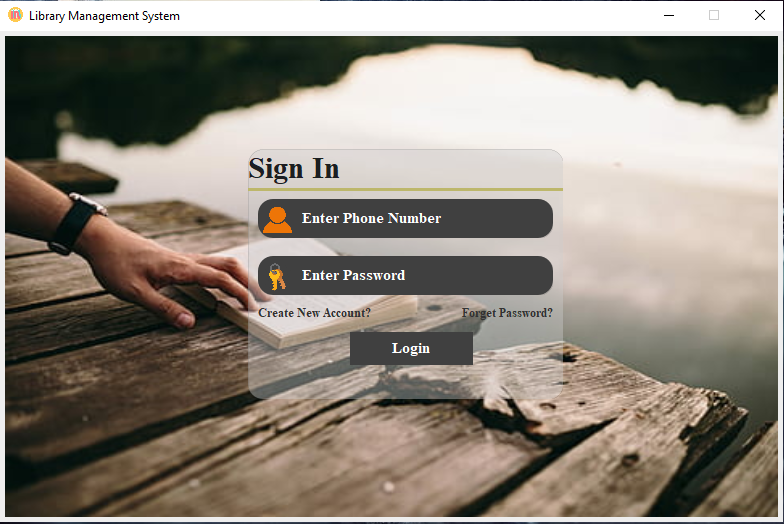 Library Management System
Sign In
Enter Phone Number
Enter Password
Create New Account? Forget Password?
Login